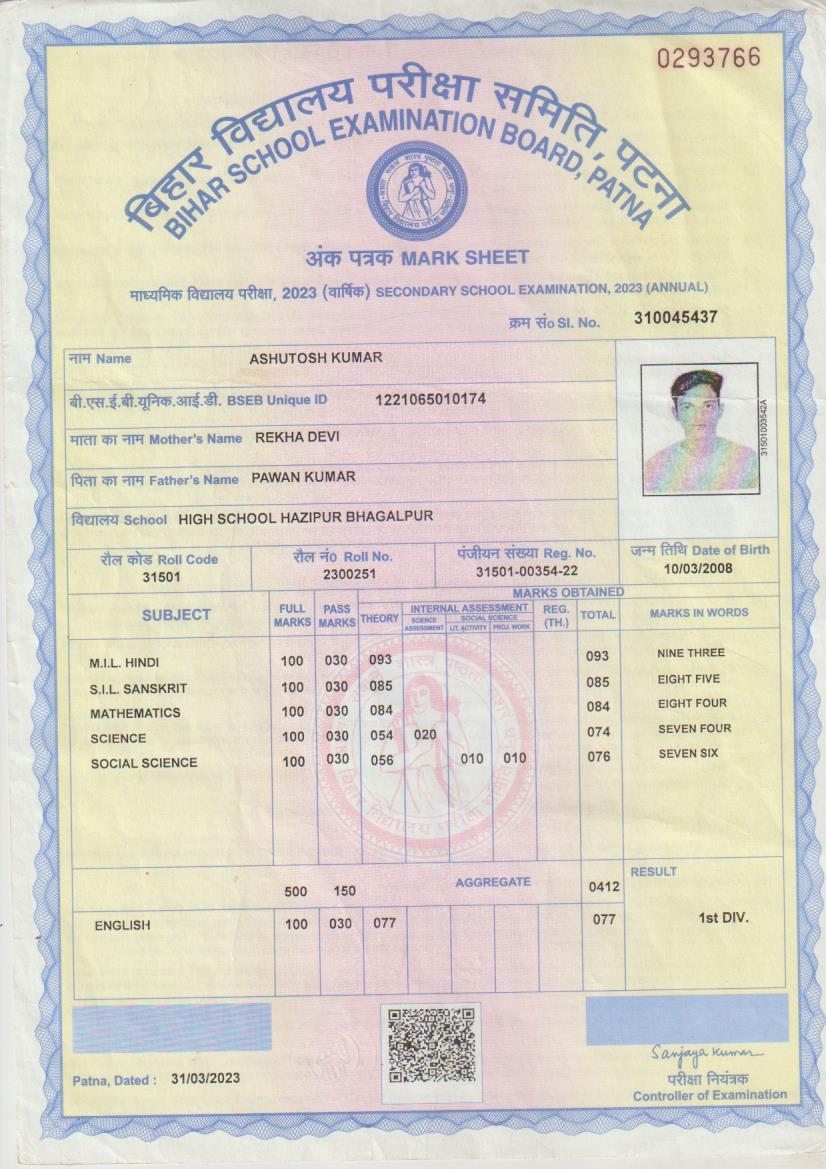 0293766
बिहार विद्यालय परीक्षा समिति, पटना
BIHAR SCHOOL EXAMINATION BOARD, PATNA
अंक पत्रक MARK SHEET
माध्यमिक विद्यालय परीक्षा, 2023 (वार्षिक) SECONDARY SCHOOL EXAMINATION, 2023 (ANNUAL)
क्रम सं० Sl. No. 310045437
नाम Name ASHUTOSH KUMAR
बी.एस.ई.बी.यूनिक.आई.डी. BSEB Unique ID 1221065010174
माता का नाम Mother's Name REKHA DEVI
पिता का नाम Father's Name PAWAN KUMAR
विद्यालय School HIGH SCHOOL HAZIPUR BHAGALPUR
31501003542A
रौल कोड Roll Code रौल नं० Roll No. पंजीयन संख्या Reg. No. जन्म तिथि Date of Birth
31501 2300251 31501-00354-22 10/03/2008
SUBJECT FULL MARKS PASS MARKS MARKS OBTAINED
THEORY INTERNAL ASSESSMENT REG. (TH.) TOTAL MARKS IN WORDS
SCIENCE ASSESSMENT SOCIAL SCIENCE
LIT. ACTIVITY PROJ. WORK
M.I.L. HINDI 100 030 093 093 NINE THREE
S.I.L. SANSKRIT 100 030 085 085 EIGHT FIVE
MATHEMATICS 100 030 084 084 EIGHT FOUR
SCIENCE 100 030 054 020 074 SEVEN FOUR
SOCIAL SCIENCE 100 030 056 010 010 076 SEVEN SIX
500 150 AGGREGATE 0412 RESULT
ENGLISH 100 030 077 077 1st DIV.
Sanjaya Kumar
Patna, Dated : 31/03/2023
परीक्षा नियंत्रक
Controller of Examination